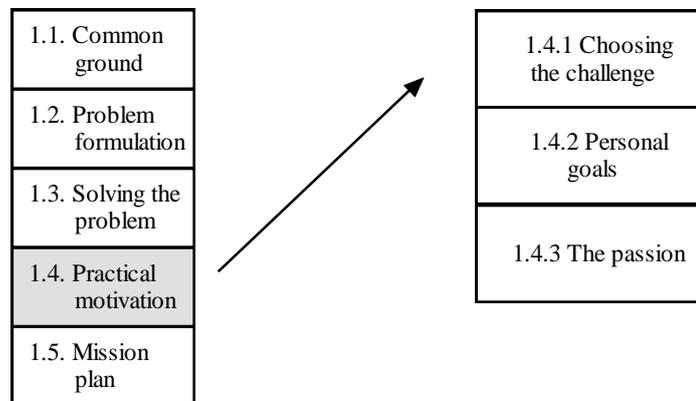 1.1. Common
ground
1.2. Problem
formulation
1.3. Solving the
problem
1.4. Practical
motivation
1.5. Mission
plan
1.4.1 Choosing
the challenge
1.4.2 Personal
goals
1.4.3 The passion